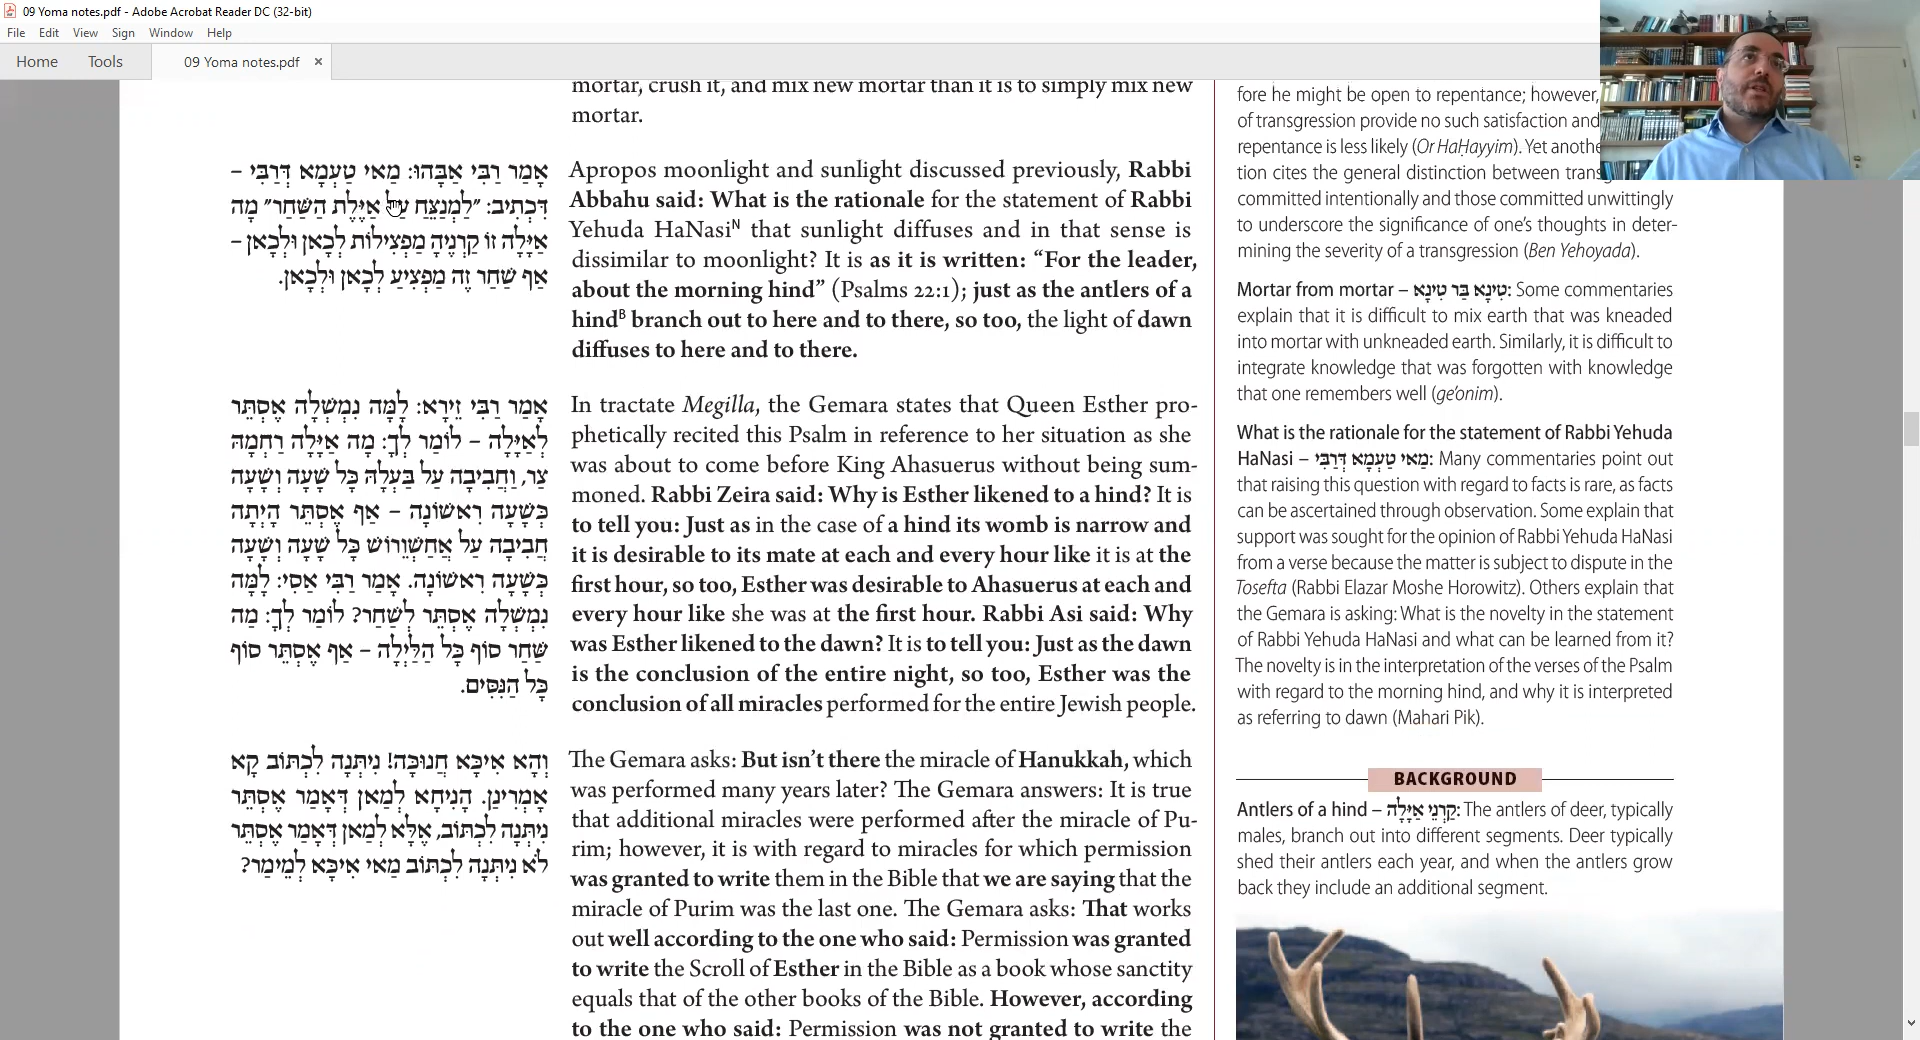 09 Yoma notes.pdf - Adobe Acrobat Reader DC (32-bit)
File Edit View Sign Window Help
Home Tools 09 Yoma notes.pdf ×
mortar, crush it, and mix new mortar than it is to simply mix new
mortar.
אָמַר רַבִּי אַבָּהוּ: מַאי טַעְמָא דְּרַבִּי –
דִּכְתִיב: ״לַמְנַצֵּחַ עַל אַיֶּלֶת הַשַּׁחַר״ מָה
אַיָּלָה זוֹ קַרְנֶיהָ מַפְצִילוֹת לְכָאן וּלְכָאן –
אַף שַׁחַר זֶה מַפְצִיעַ לְכָאן וּלְכָאן.
Apropos moonlight and sunlight discussed previously, Rabbi
Abbahu said: What is the rationale for the statement of Rabbi
Yehuda HaNasiᴺ that sunlight diffuses and in that sense is
dissimilar to moonlight? It is as it is written: “For the leader,
about the morning hind” (Psalms 22:1); just as the antlers of a
hindᴮ branch out to here and to there, so too, the light of dawn
diffuses to here and to there.
אָמַר רַבִּי זֵירָא: לָמָּה נִמְשְׁלָה אֶסְתֵּר
לְאַיָּלָה – לוֹמַר לְךָ: מָה אַיָּלָה רַחְמָהּ
צַר, וַחֲבִיבָה עַל בַּעְלָהּ כָּל שָׁעָה וְשָׁעָה
כְּשָׁעָה רִאשׁוֹנָה – אַף אֶסְתֵּר הָיְתָה
חֲבִיבָה עַל אֲחַשְׁוֵרוֹשׁ כָּל שָׁעָה וְשָׁעָה
כְּשָׁעָה רִאשׁוֹנָה. אָמַר רַבִּי אַסִי: לָמָּה
נִמְשְׁלָה אֶסְתֵּר לְשַׁחַר? לוֹמַר לְךָ: מַה
שַּׁחַר סוֹף כָּל הַלַּיְלָה – אַף אֶסְתֵּר סוֹף
כָּל הַנִּסִּים.
In tractate Megilla, the Gemara states that Queen Esther pro-
phetically recited this Psalm in reference to her situation as she
was about to come before King Ahasuerus without being sum-
moned. Rabbi Zeira said: Why is Esther likened to a hind? It is
to tell you: Just as in the case of a hind its womb is narrow and
it is desirable to its mate at each and every hour like it is at the
first hour, so too, Esther was desirable to Ahasuerus at each and
every hour like she was at the first hour. Rabbi Asi said: Why
was Esther likened to the dawn? It is to tell you: Just as the dawn
is the conclusion of the entire night, so too, Esther was the
conclusion of all miracles performed for the entire Jewish people.
וְהָא אִיכָּא חֲנוּכָּה! נִיתְּנָה לִכְתּוֹב קָא
אָמְרִינַן. הָנִיחָא לְמַאן דְּאָמַר אֶסְתֵּר
נִיתְּנָה לִכְתּוֹב, אֶלָּא לְמַאן דְּאָמַר אֶסְתֵּר
לֹא נִיתְּנָה לִכְתּוֹב מַאי אִיכָּא לְמֵימַר?
The Gemara asks: But isn’t there the miracle of Hanukkah, which
was performed many years later? The Gemara answers: It is true
that additional miracles were performed after the miracle of Pu-
rim; however, it is with regard to miracles for which permission
was granted to write them in the Bible that we are saying that the
miracle of Purim was the last one. The Gemara asks: That works
out well according to the one who said: Permission was granted
to write the Scroll of Esther in the Bible as a book whose sanctity
equals that of the other books of the Bible. However, according
to the one who said: Permission was not granted to write the
fore he might be open to repentance; however,
of transgression provide no such satisfaction and
repentance is less likely (Or HaḤayyim). Yet anothe
tion cites the general distinction between trans
committed intentionally and those committed unwittingly
to underscore the significance of one’s thoughts in deter-
mining the severity of a transgression (Ben Yehoyada).
Mortar from mortar – טִינָא בַּר טִינָא: Some commentaries
explain that it is difficult to mix earth that was kneaded
into mortar with unkneaded earth. Similarly, it is difficult to
integrate knowledge that was forgotten with knowledge
that one remembers well (ge’onim).
What is the rationale for the statement of Rabbi Yehuda
HaNasi – מַאי טַעְמָא דְּרַבִּי: Many commentaries point out
that raising this question with regard to facts is rare, as facts
can be ascertained through observation. Some explain that
support was sought for the opinion of Rabbi Yehuda HaNasi
from a verse because the matter is subject to dispute in the
Tosefta (Rabbi Elazar Moshe Horowitz). Others explain that
the Gemara is asking: What is the novelty in the statement
of Rabbi Yehuda HaNasi and what can be learned from it?
The novelty is in the interpretation of the verses of the Psalm
with regard to the morning hind, and why it is interpreted
as referring to dawn (Mahari Pik).
BACKGROUND
Antlers of a hind – קַרְנֵי אַיָּלָה: The antlers of deer, typically
males, branch out into different segments. Deer typically
shed their antlers each year, and when the antlers grow
back they include an additional segment.